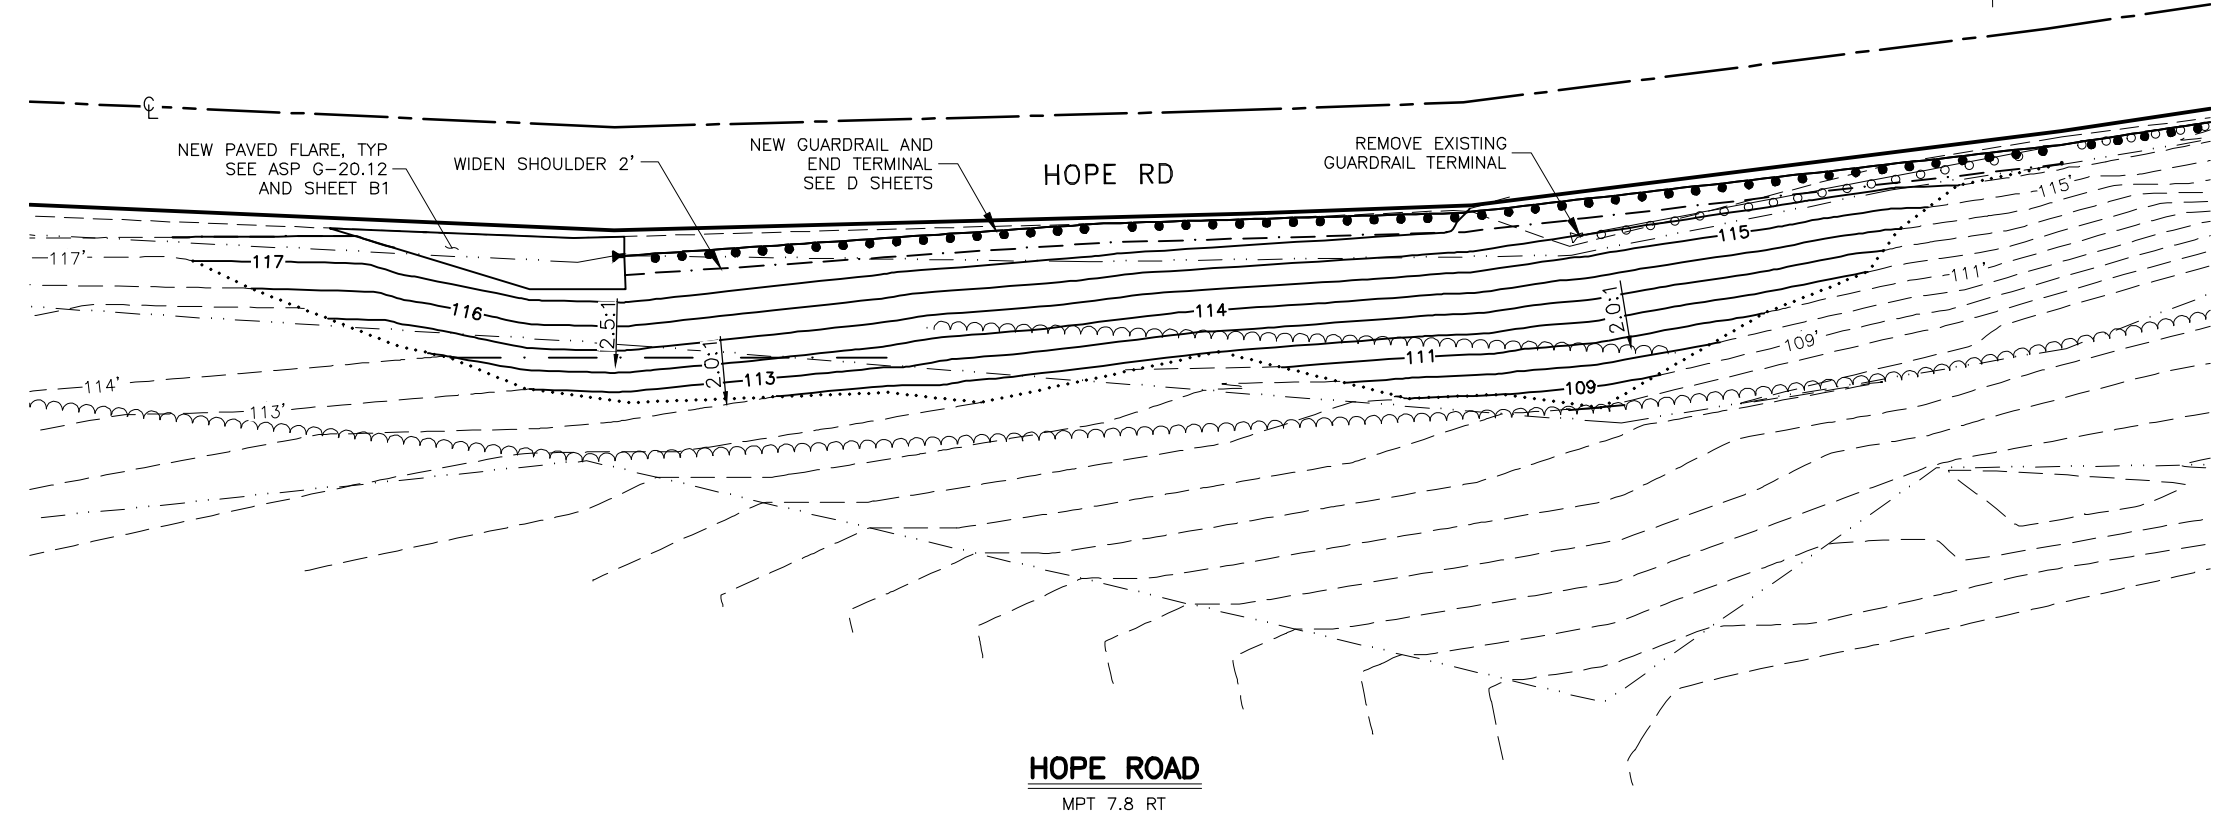 ℄
NEW PAVED FLARE, TYP
SEE ASP G-20.12
AND SHEET B1
WIDEN SHOULDER 2'
NEW GUARDRAIL AND
END TERMINAL
SEE D SHEETS
HOPE RD
REMOVE EXISTING
GUARDRAIL TERMINAL
115'
117'
117
115
111'
116
114
2.5:1
2.0:1
2.0:1
109'
111
113
109
114'
113'
HOPE ROAD
MPT 7.8 RT